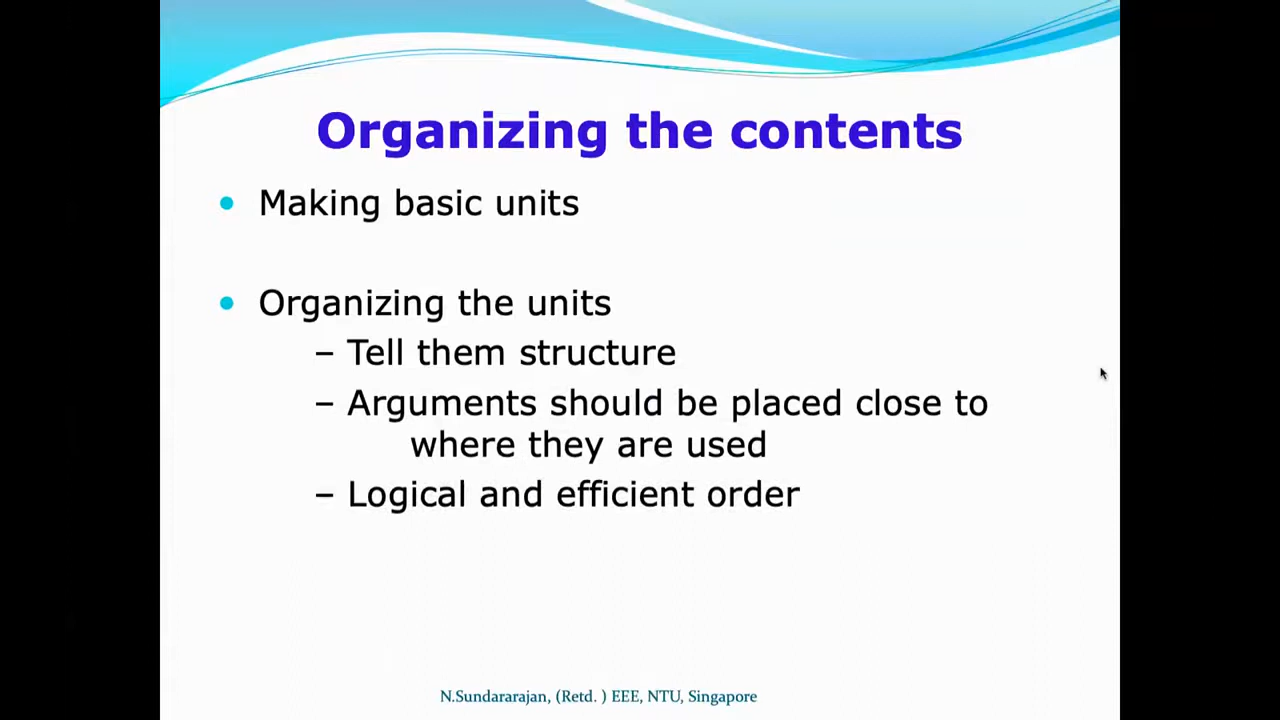 Organizing the contents
• Making basic units
• Organizing the units
– Tell them structure
– Arguments should be placed close to
where they are used
– Logical and efficient order
N.Sundararajan, (Retd. ) EEE, NTU, Singapore